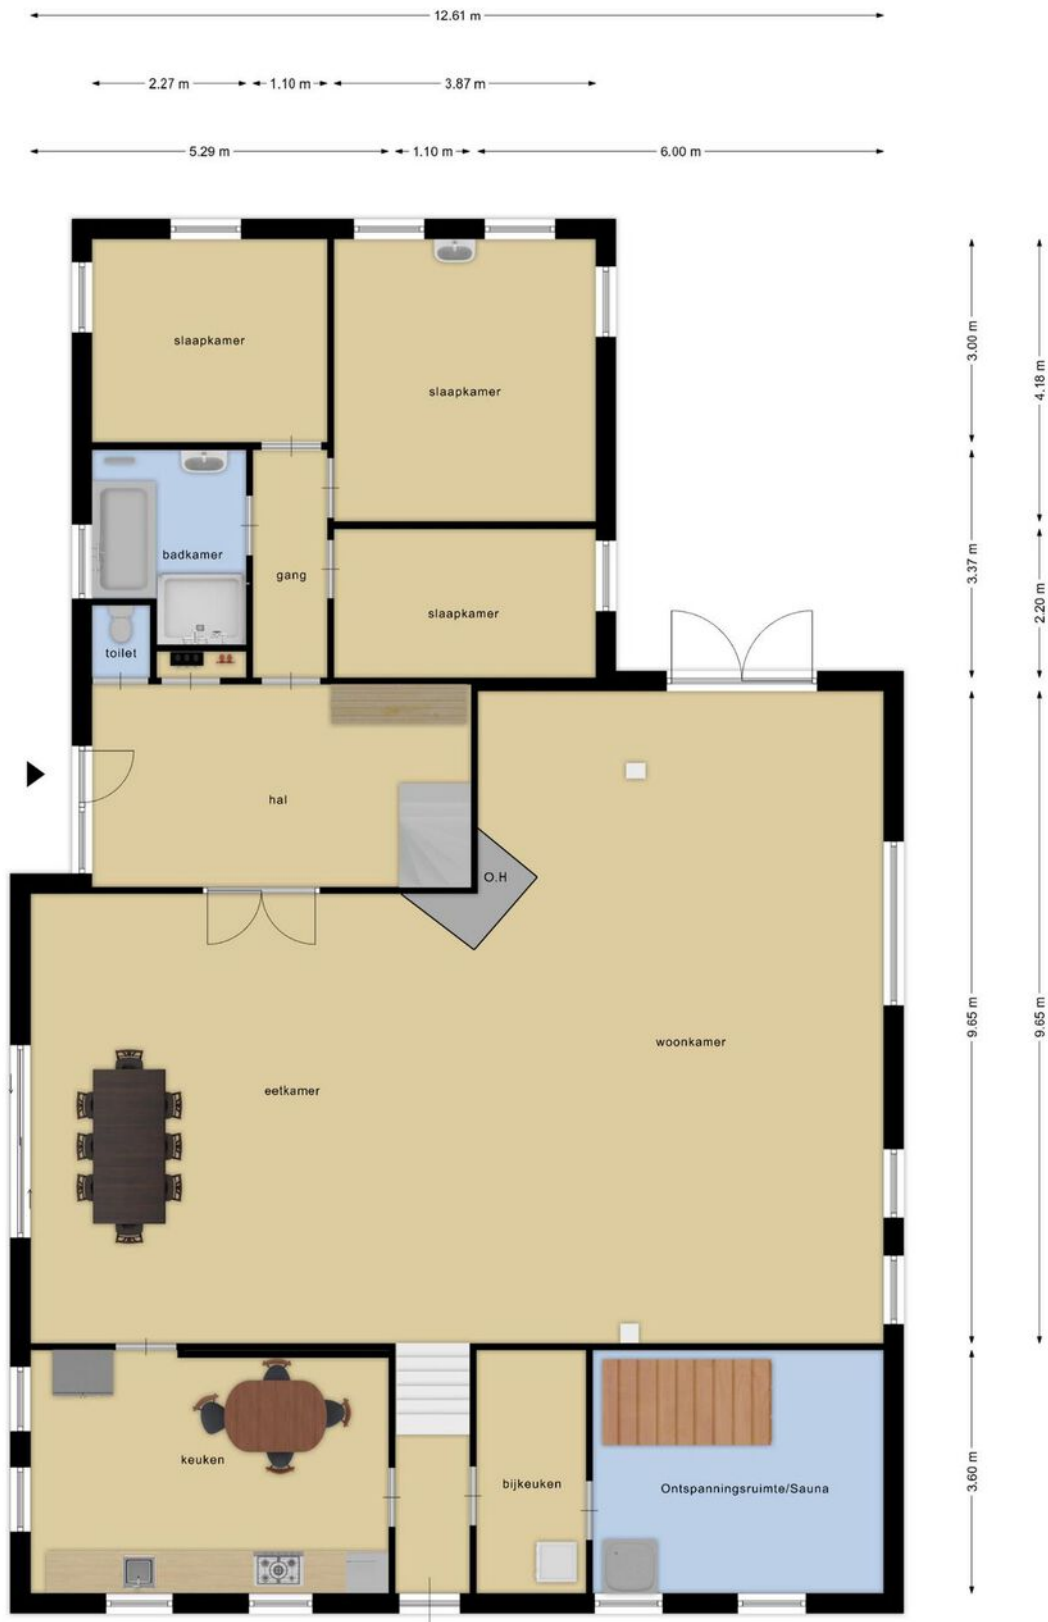 12.61 m
2.27 m 1.10 m 3.87 m
5.29 m 1.10 m 6.00 m
slaapkamer
slaapkamer
3.00 m
4.18 m
badkamer
gang
slaapkamer
toilet
3.37 m
2.20 m
hal
O.H
woonkamer
eetkamer
9.65 m
9.65 m
keuken
bijkeuken
Ontspanningsruimte/Sauna
3.60 m